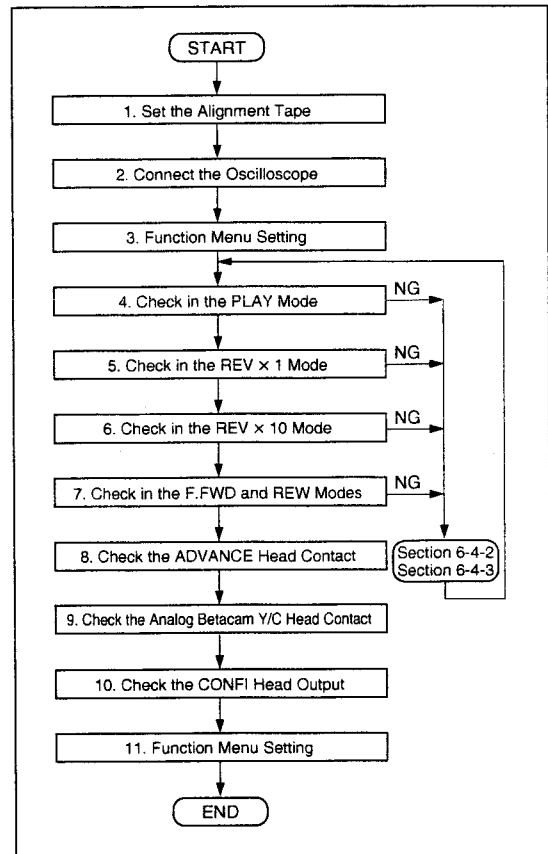 START
1. Set the Alignment Tape
2. Connect the Oscilloscope
3. Function Menu Setting
4. Check in the PLAY Mode
NG
5. Check in the REV × 1 Mode
NG
6. Check in the REV × 10 Mode
NG
7. Check in the F.FWD and REW Modes
NG
Section 6-4-2
Section 6-4-3
8. Check the ADVANCE Head Contact
9. Check the Analog Betacam Y/C Head Contact
10. Check the CONFI Head Output
11. Function Menu Setting
END